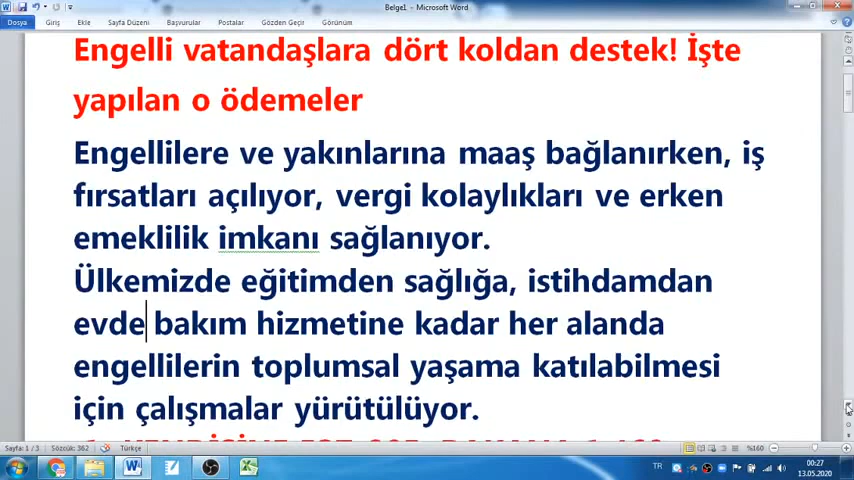 Belge1 - Microsoft Word
Dosya Giriş Ekle Sayfa Düzeni Başvurular Postalar Gözden Geçir Görünüm
Engelli vatandaşlara dört koldan destek! İşte
yapılan o ödemeler
Engellilere ve yakınlarına maaş bağlanırken, iş
fırsatları açılıyor, vergi kolaylıkları ve erken
emeklilik imkanı sağlanıyor.
Ülkemizde eğitimden sağlığa, istihdamdan
evde bakım hizmetine kadar her alanda
engellilerin toplumsal yaşama katılabilmesi
için çalışmalar yürütülüyor.
Sayfa: 1 / 3 Sözcük: 362 Türkçe %160
TR 00:27
13.05.2020